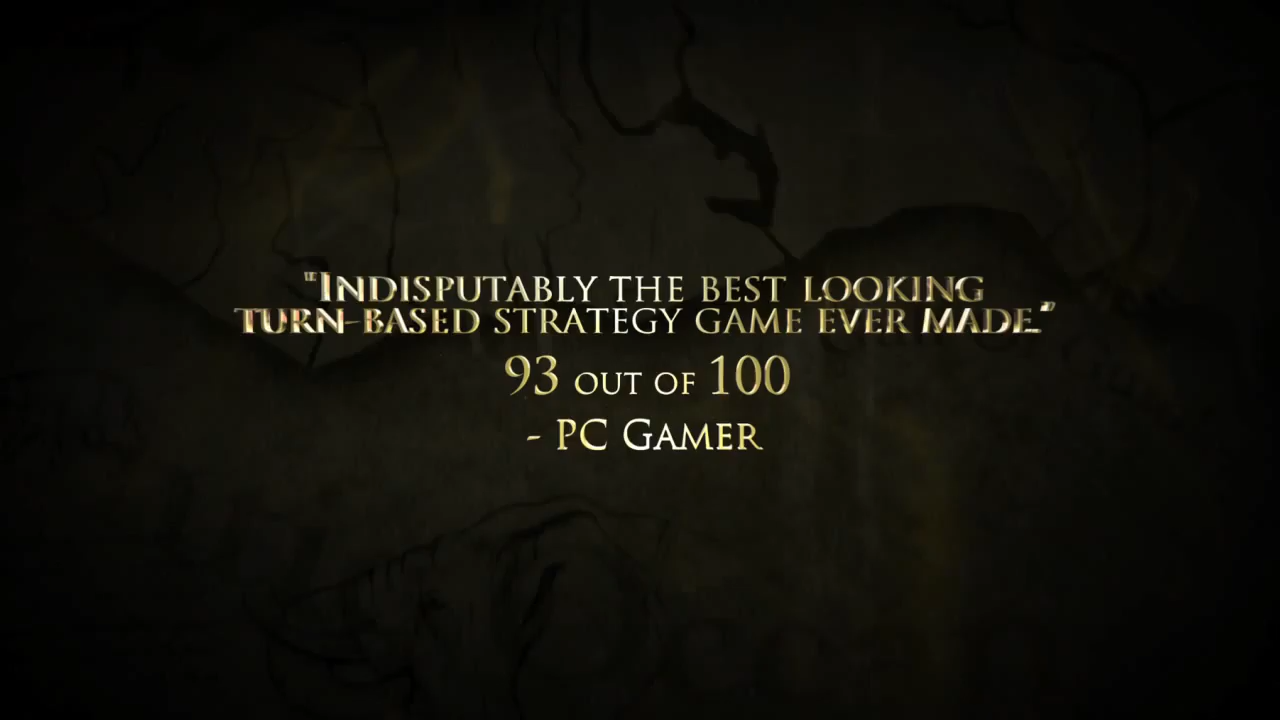 "Indisputably the best looking
turn-based strategy game ever made."
93 out of 100
- PC Gamer